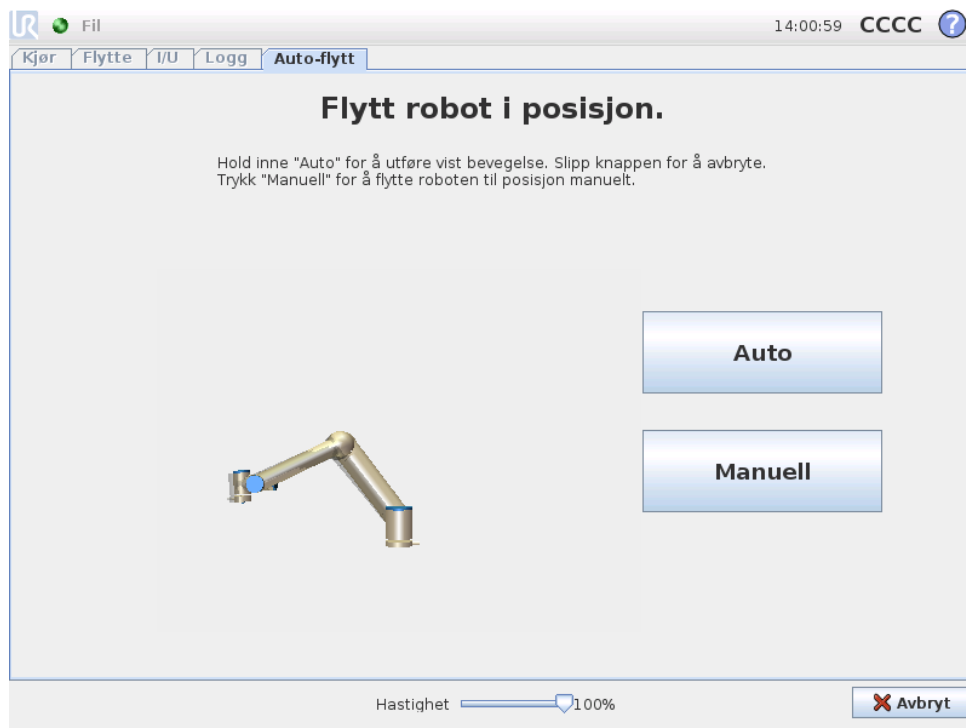 UR Fil 14:00:59 CCCC ?
Kjør Flytte I/U Logg Auto-flytt
Flytt robot i posisjon.
Hold inne "Auto" for å utføre vist bevegelse. Slipp knappen for å avbryte.
Trykk "Manuell" for å flytte roboten til posisjon manuelt.
Auto
Manuell
Hastighet 100% Avbryt